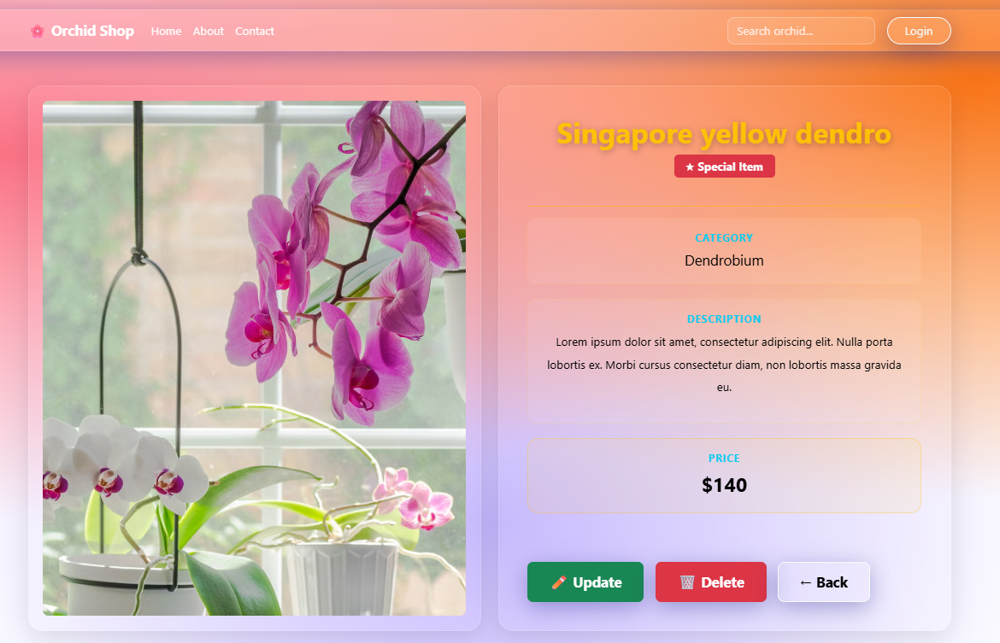 Orchid Shop Home About Contact Search orchid... Login
Singapore yellow dendro
★ Special Item
CATEGORY
Dendrobium
DESCRIPTION
Lorem ipsum dolor sit amet, consectetur adipiscing elit. Nulla porta
lobortis ex. Morbi cursus consectetur diam, non lobortis massa gravida
eu.
PRICE
$140
Update Delete ← Back